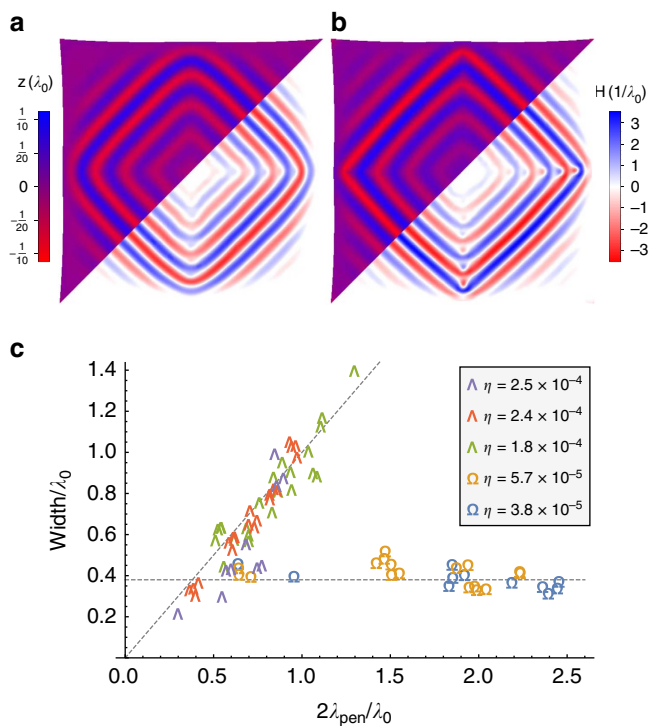 a
b
z (λ₀)
H (1/λ₀)
1/10
1/20
0
−1/20
−1/10
3
2
1
0
−1
−2
−3
c
1.4
1.2
1.0
0.8
0.6
0.4
0.2
Width/λ₀
Λ η = 2.5 × 10⁻⁴
Λ η = 2.4 × 10⁻⁴
Λ η = 1.8 × 10⁻⁴
Ω η = 5.7 × 10⁻⁵
Ω η = 3.8 × 10⁻⁵
0.0 0.5 1.0 1.5 2.0 2.5
2λpen/λ₀